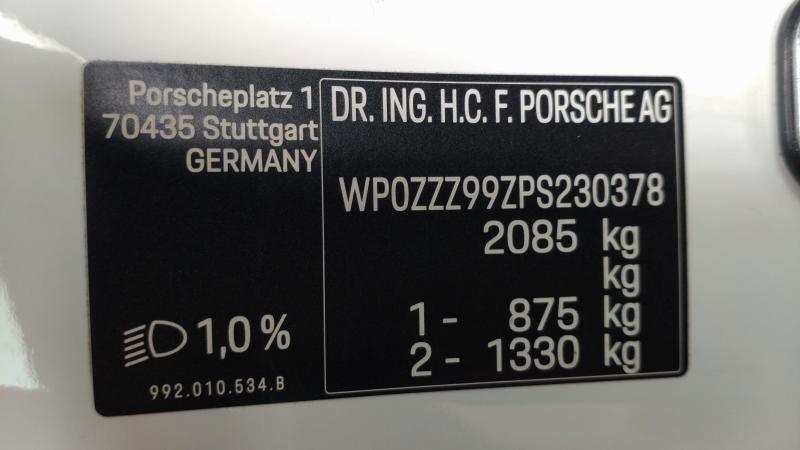 Porscheplatz 1
70435 Stuttgart
GERMANY
DR. ING. H.C. F. PORSCHE AG
WP0ZZZ99ZPS230378
2085 kg
kg
1 - 875 kg
2 - 1330 kg
1,0 %
992.010.534.B